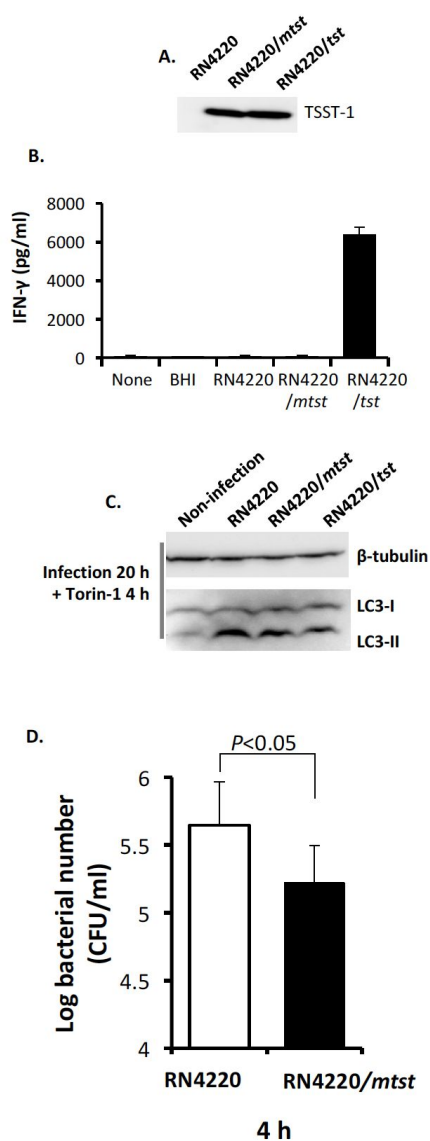 A.
RN4220
RN4220/mtst
RN4220/tst
TSST-1
B.
IFN-γ (pg/ml)
8000
6000
4000
2000
0
None
BHI
RN4220
RN4220
/mtst
RN4220
/tst
C.
Non-infection
RN4220
RN4220/mtst
RN4220/tst
β-tubulin
Infection 20 h
+ Torin-1 4 h
LC3-I
LC3-II
D.
P<0.05
Log bacterial number
(CFU/ml)
6
5.5
5
4.5
4
RN4220
RN4220/mtst
4 h